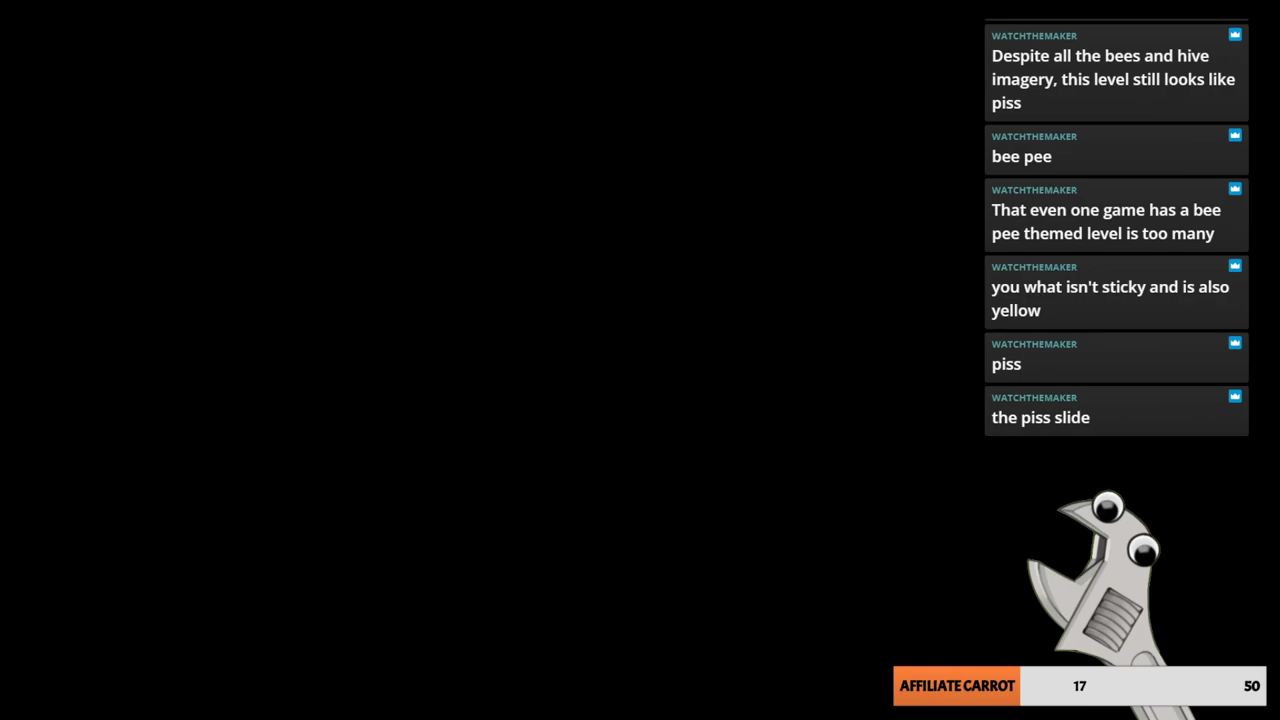 WATCHTHEMAKER
Despite all the bees and hive
imagery, this level still looks like
piss
WATCHTHEMAKER
bee pee
WATCHTHEMAKER
That even one game has a bee
pee themed level is too many
WATCHTHEMAKER
you what isn't sticky and is also
yellow
WATCHTHEMAKER
piss
WATCHTHEMAKER
the piss slide
AFFILIATE CARROT 17 50